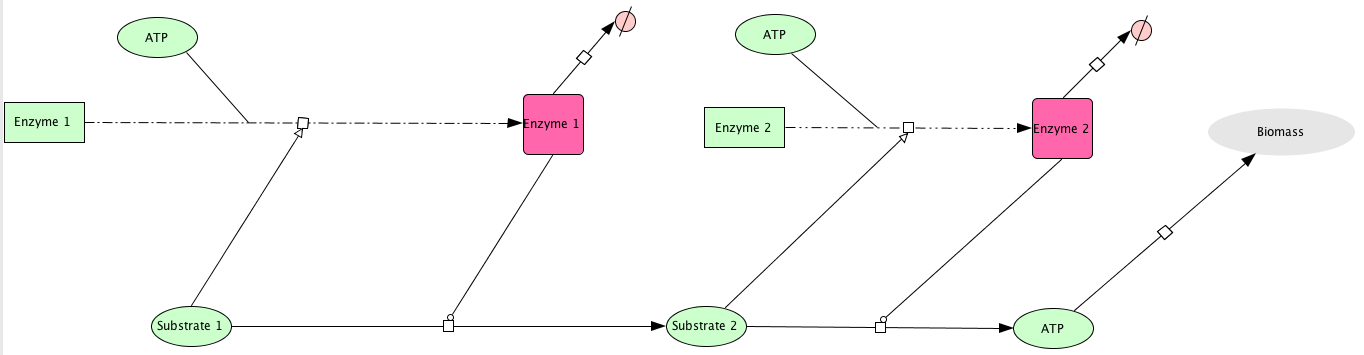 ATP
ATP
Enzyme 1
Enzyme 1
Enzyme 2
Enzyme 2
Biomass
Substrate 1
Substrate 2
ATP